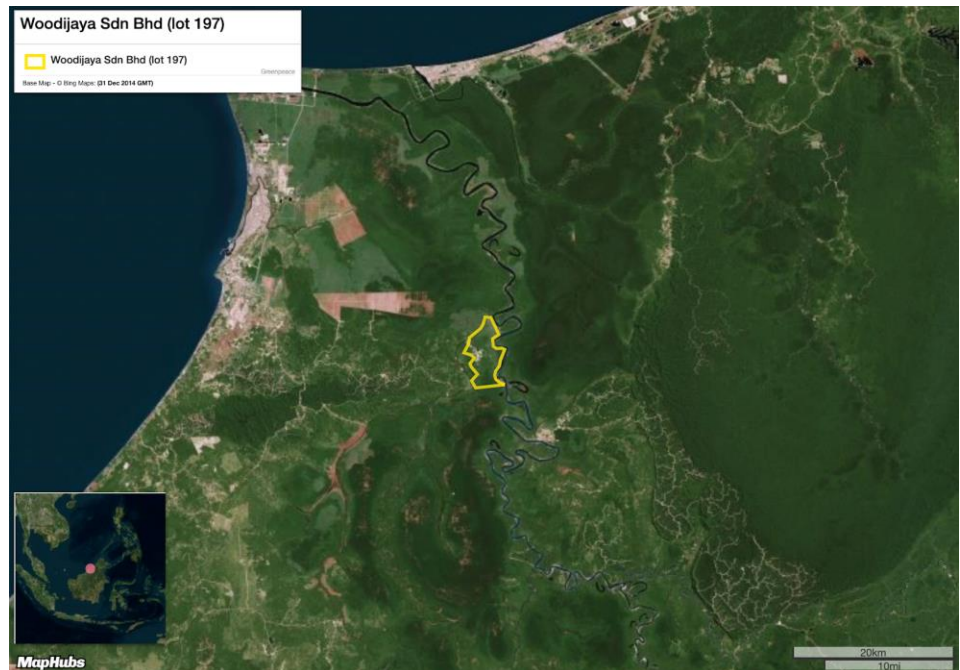 Woodijaya Sdn Bhd (lot 197)
Woodijaya Sdn Bhd (lot 197)
Greenpeace
Base Map - © Bing Maps: (31 Dec 2014 GMT)
MapHubs
20km
10mi